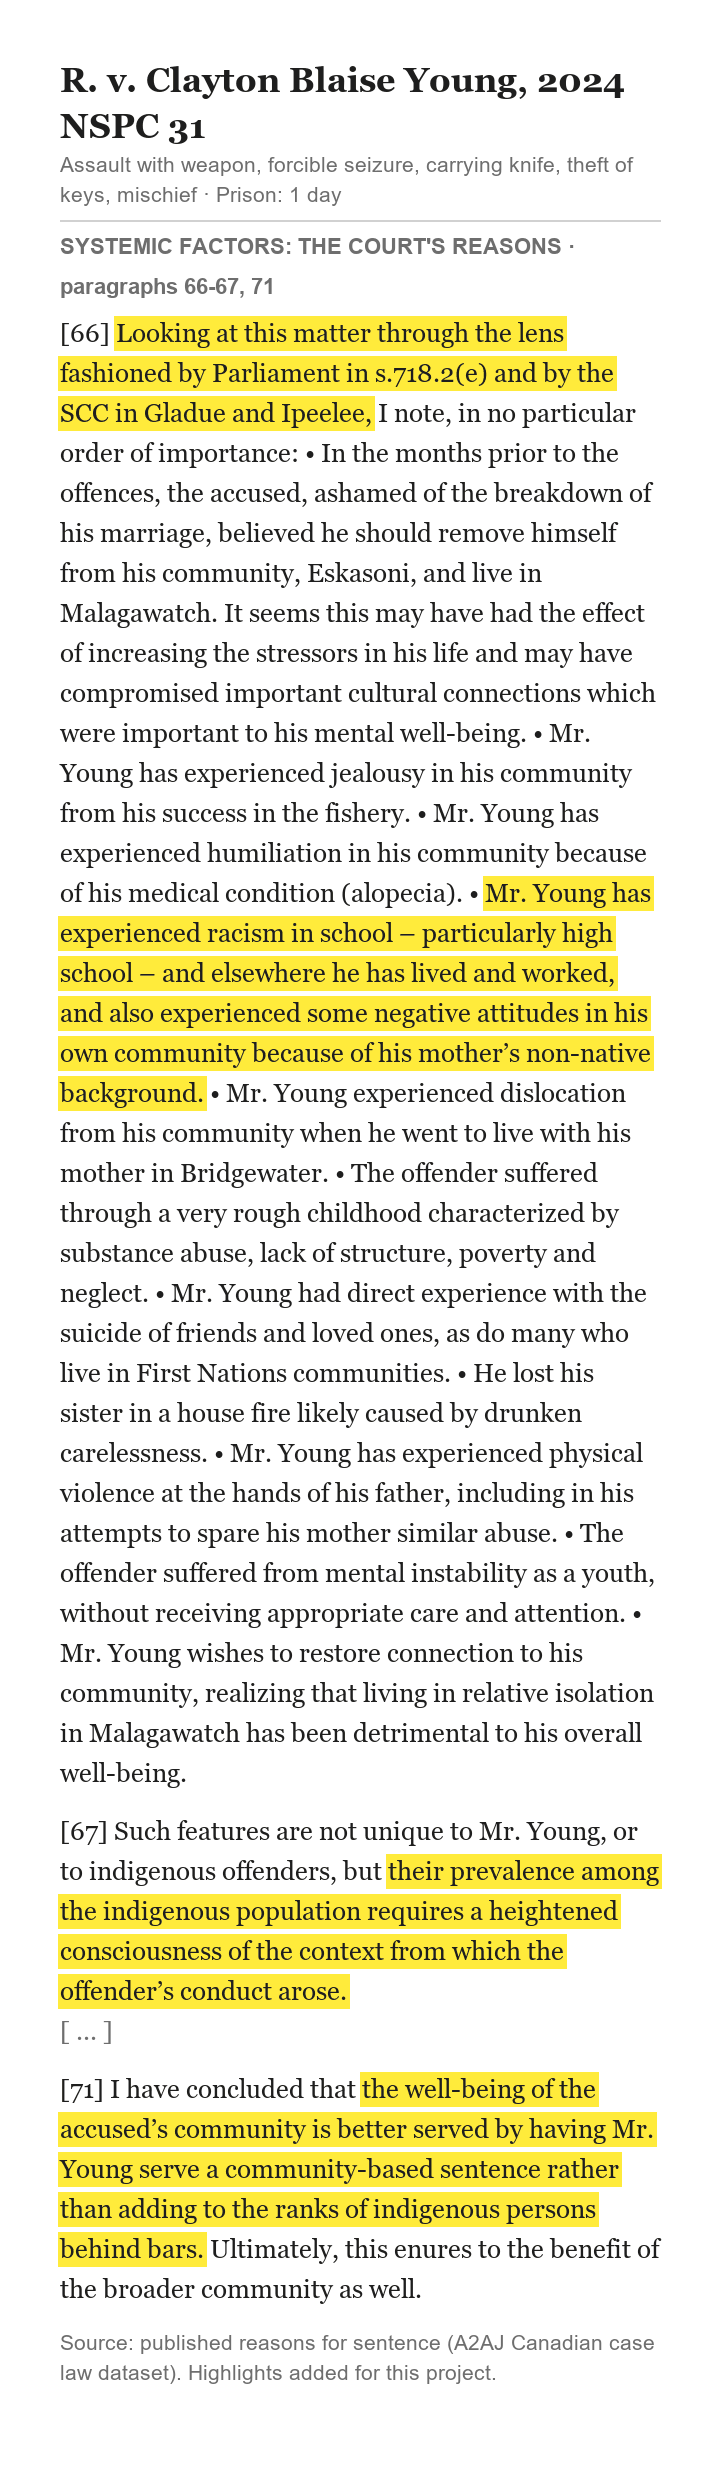 R. v. Clayton Blaise Young, 2024
NSPC 31
Assault with weapon, forcible seizure, carrying knife, theft of
keys, mischief · Prison: 1 day
SYSTEMIC FACTORS: THE COURT'S REASONS ·
paragraphs 66-67, 71
[66] Looking at this matter through the lens
fashioned by Parliament in s.718.2(e) and by the
SCC in Gladue and Ipeelee, I note, in no particular
order of importance: • In the months prior to the
offences, the accused, ashamed of the breakdown of
his marriage, believed he should remove himself
from his community, Eskasoni, and live in
Malagawatch. It seems this may have had the effect
of increasing the stressors in his life and may have
compromised important cultural connections which
were important to his mental well-being. • Mr.
Young has experienced jealousy in his community
from his success in the fishery. • Mr. Young has
experienced humiliation in his community because
of his medical condition (alopecia). • Mr. Young has
experienced racism in school – particularly high
school – and elsewhere he has lived and worked,
and also experienced some negative attitudes in his
own community because of his mother’s non-native
background. • Mr. Young experienced dislocation
from his community when he went to live with his
mother in Bridgewater. • The offender suffered
through a very rough childhood characterized by
substance abuse, lack of structure, poverty and
neglect. • Mr. Young had direct experience with the
suicide of friends and loved ones, as do many who
live in First Nations communities. • He lost his
sister in a house fire likely caused by drunken
carelessness. • Mr. Young has experienced physical
violence at the hands of his father, including in his
attempts to spare his mother similar abuse. • The
offender suffered from mental instability as a youth,
without receiving appropriate care and attention. •
Mr. Young wishes to restore connection to his
community, realizing that living in relative isolation
in Malagawatch has been detrimental to his overall
well-being.
[67] Such features are not unique to Mr. Young, or
to indigenous offenders, but their prevalence among
the indigenous population requires a heightened
consciousness of the context from which the
offender’s conduct arose.
[ ... ]
[71] I have concluded that the well-being of the
accused’s community is better served by having Mr.
Young serve a community-based sentence rather
than adding to the ranks of indigenous persons
behind bars. Ultimately, this enures to the benefit of
the broader community as well.
Source: published reasons for sentence (A2AJ Canadian case
law dataset). Highlights added for this project.